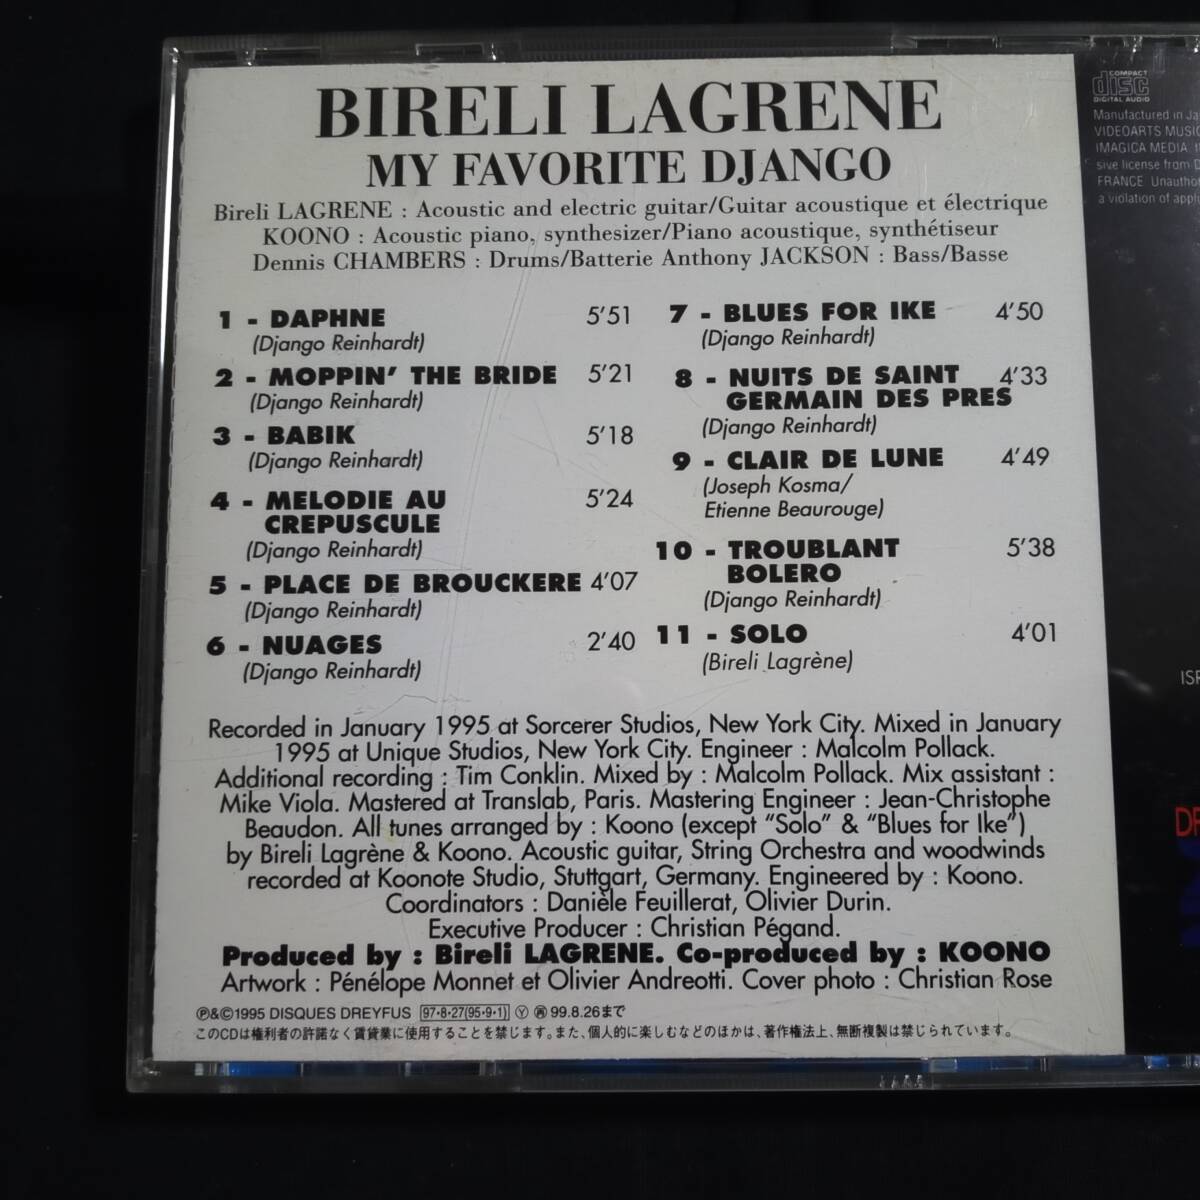 BIRELI LAGRENE
MY FAVORITE DJANGO
Bireli LAGRENE : Acoustic and electric guitar/Guitar acoustique et électrique
KOONO : Acoustic piano, synthesizer/Piano acoustique, synthétiseur
Dennis CHAMBERS : Drums/Batterie Anthony JACKSON : Bass/Basse
1 - DAPHNE 5'51
(Django Reinhardt)
2 - MOPPIN' THE BRIDE 5'21
(Django Reinhardt)
3 - BABIK 5'18
(Django Reinhardt)
4 - MELODIE AU 5'24
CREPUSCULE
(Django Reinhardt)
5 - PLACE DE BROUCKERE 4'07
(Django Reinhardt)
6 - NUAGES 2'40
(Django Reinhardt)
7 - BLUES FOR IKE 4'50
(Django Reinhardt)
8 - NUITS DE SAINT 4'33
GERMAIN DES PRES
(Django Reinhardt)
9 - CLAIR DE LUNE 4'49
(Joseph Kosma/
Etienne Beaurouge)
10 - TROUBLANT 5'38
BOLERO
(Django Reinhardt)
11 - SOLO 4'01
(Bireli Lagrène)
Recorded in January 1995 at Sorcerer Studios, New York City. Mixed in January
1995 at Unique Studios, New York City. Engineer : Malcolm Pollack.
Additional recording : Tim Conklin. Mixed by : Malcolm Pollack. Mix assistant :
Mike Viola. Mastered at Translab, Paris. Mastering Engineer : Jean-Christophe
Beaudon. All tunes arranged by : Koono (except "Solo" & "Blues for Ike")
by Bireli Lagrène & Koono. Acoustic guitar, String Orchestra and woodwinds
recorded at Koonote Studio, Stuttgart, Germany. Engineered by : Koono.
Coordinators : Danièle Feuillerat, Olivier Durin.
Executive Producer : Christian Pégand.
Produced by : Bireli LAGRENE. Co-produced by : KOONO
Artwork : Pénélope Monnet et Olivier Andreotti. Cover photo : Christian Rose
℗&©1995 DISQUES DREYFUS 97·8·27(95·9·1) Ⓨ 99.8.26まで
このCDは権利者の許諾なく賃貸業に使用することを禁じます。また、個人的に楽しむなどのほかは、著作権法上、無断複製は禁じられています。
COMPACT
disc
DIGITAL AUDIO
Manufactured in Ja
VIDEOARTS MUSIC
IMAGICA MEDIA. I
sive license from D
FRANCE. Unauthor
a violation of applic
ISR
DR